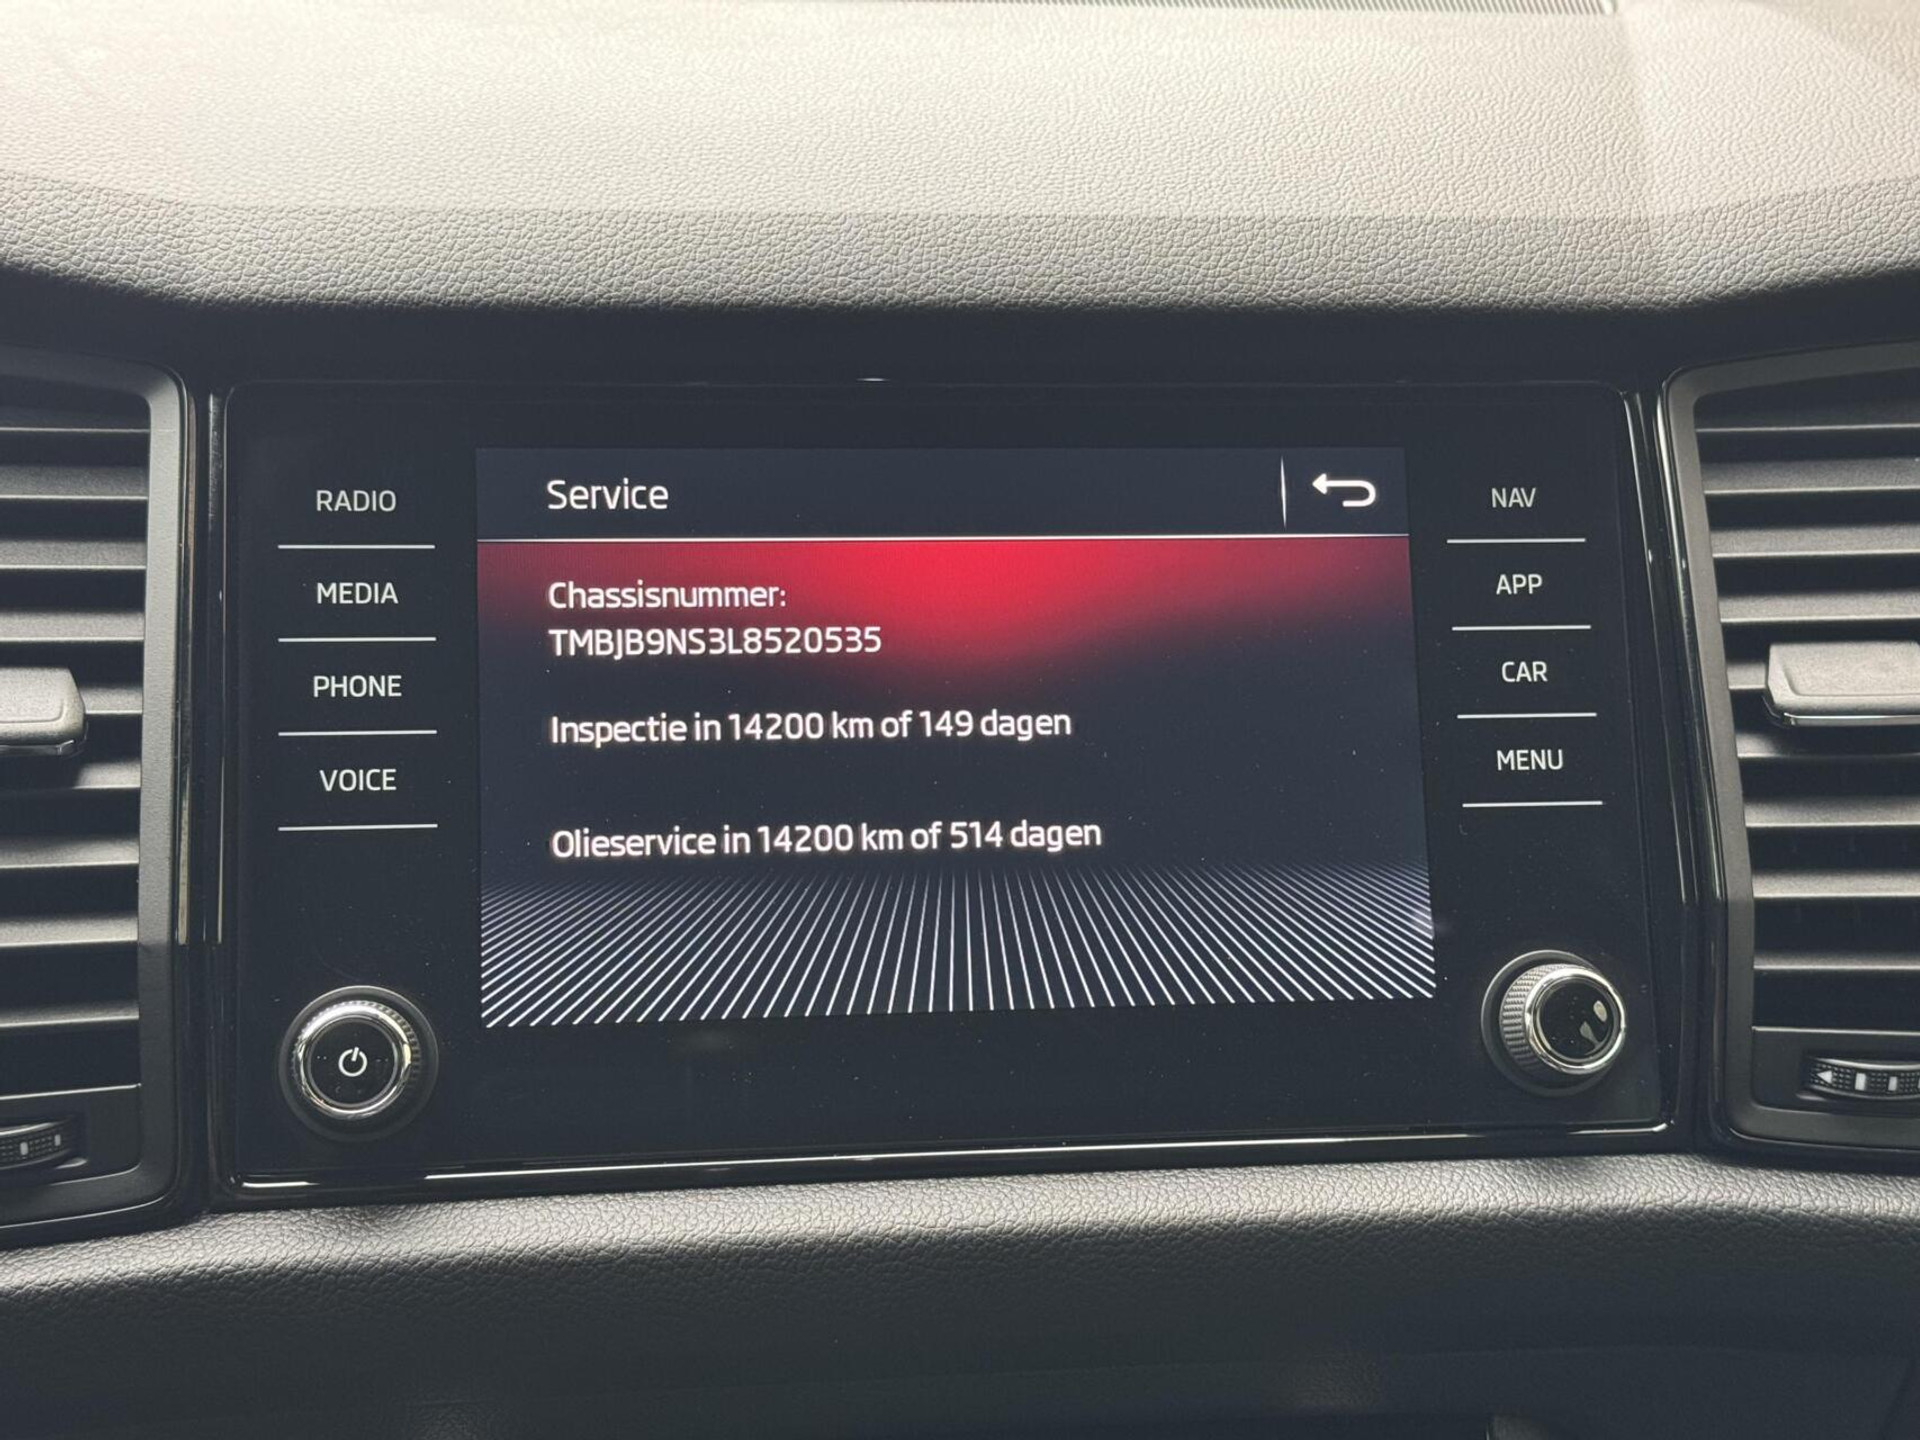 Service
Chassisnummer:
TMBJB9NS3L8520535
Inspectie in 14200 km of 149 dagen
Olieservice in 14200 km of 514 dagen
RADIO
MEDIA
PHONE
VOICE
NAV
APP
CAR
MENU